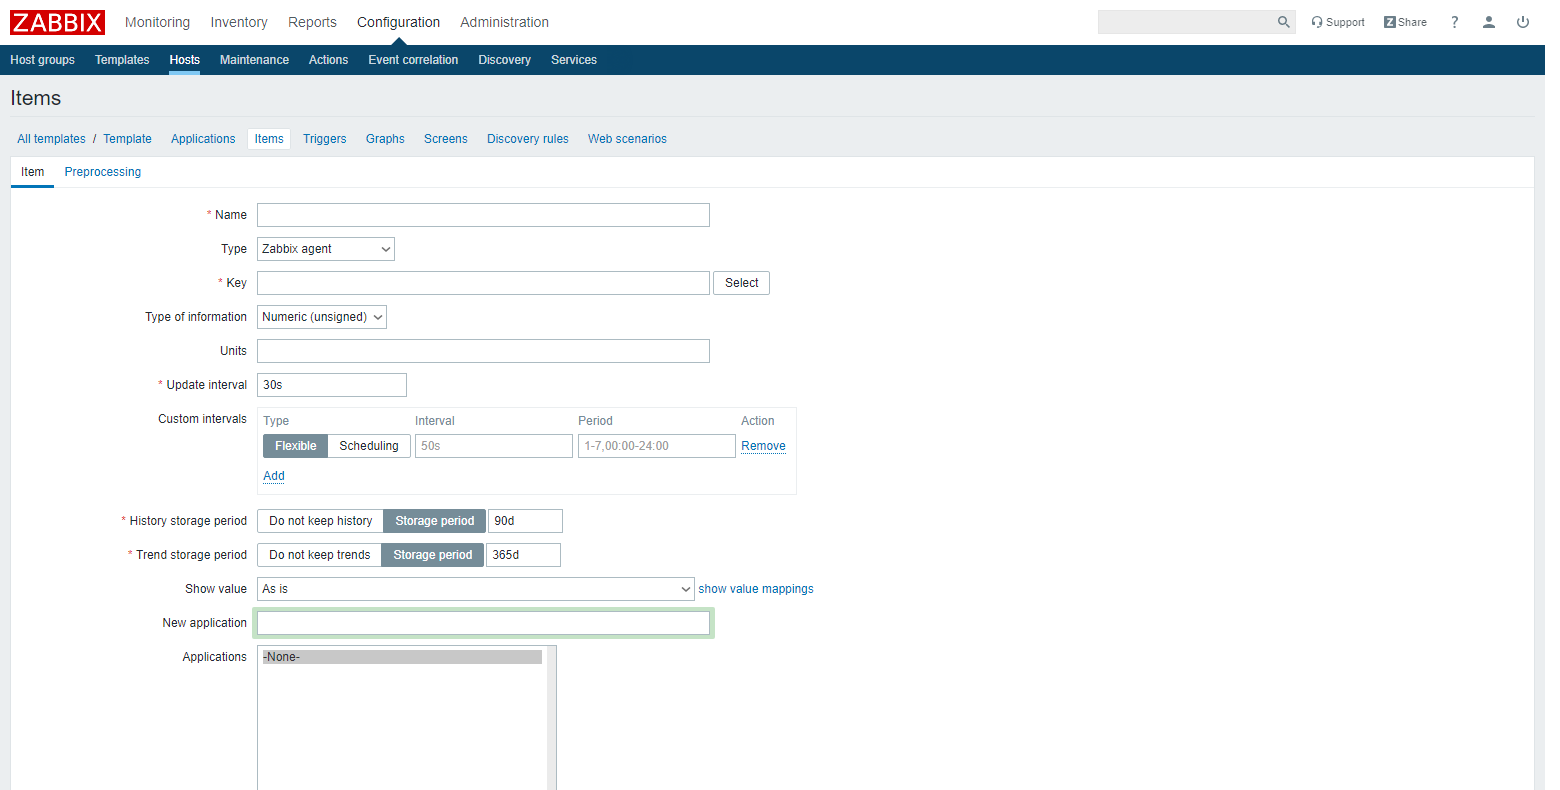 ZABBIX Monitoring Inventory Reports Configuration Administration Support Z Share ?
Host groups Templates Hosts Maintenance Actions Event correlation Discovery Services
Items
All templates / Template Applications Items Triggers Graphs Screens Discovery rules Web scenarios
Item Preprocessing
* Name
Type Zabbix agent
* Key Select
Type of information Numeric (unsigned)
Units
* Update interval 30s
Custom intervals Type Interval Period Action
Flexible Scheduling 50s 1-7,00:00-24:00 Remove
Add
* History storage period Do not keep history Storage period 90d
* Trend storage period Do not keep trends Storage period 365d
Show value As is show value mappings
New application
Applications -None-